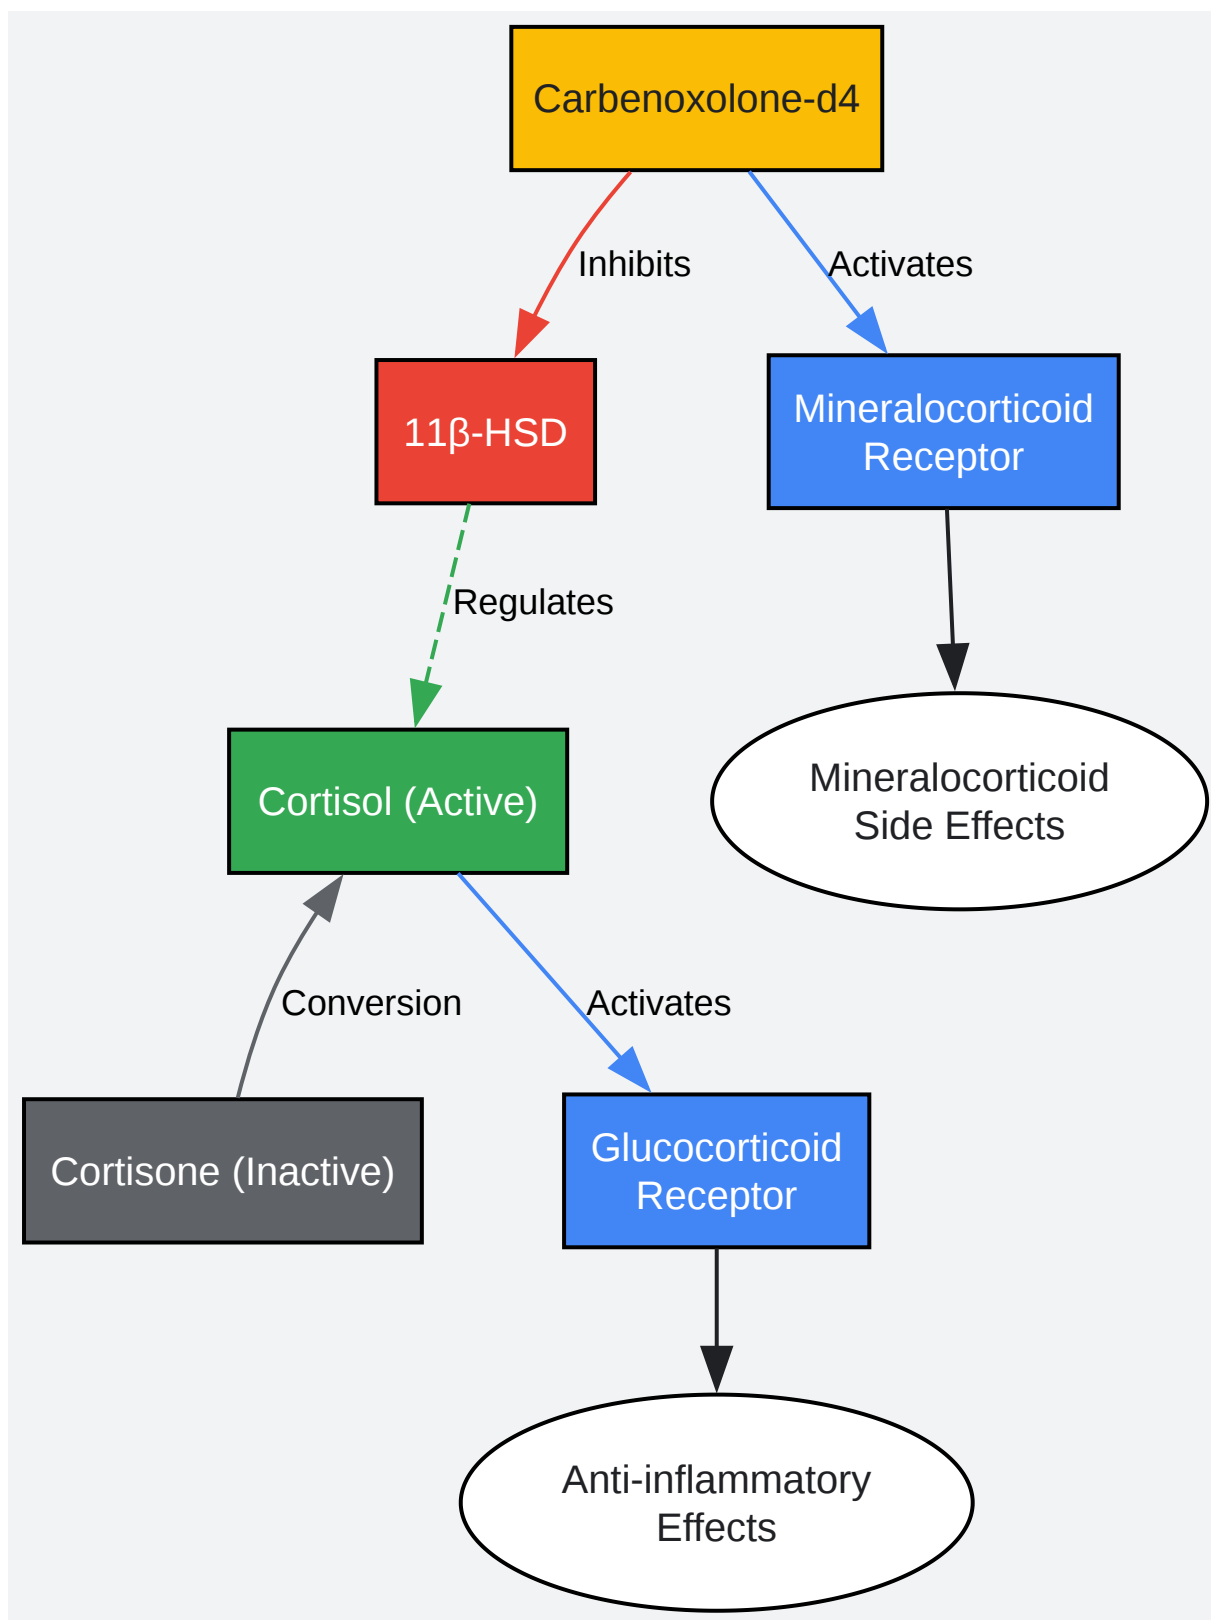 Carbenoxolone-d4
Inhibits
Activates
11β-HSD
Mineralocorticoid
Receptor
Regulates
Cortisol (Active)
Mineralocorticoid
Side Effects
Conversion
Activates
Cortisone (Inactive)
Glucocorticoid
Receptor
Anti-inflammatory
Effects